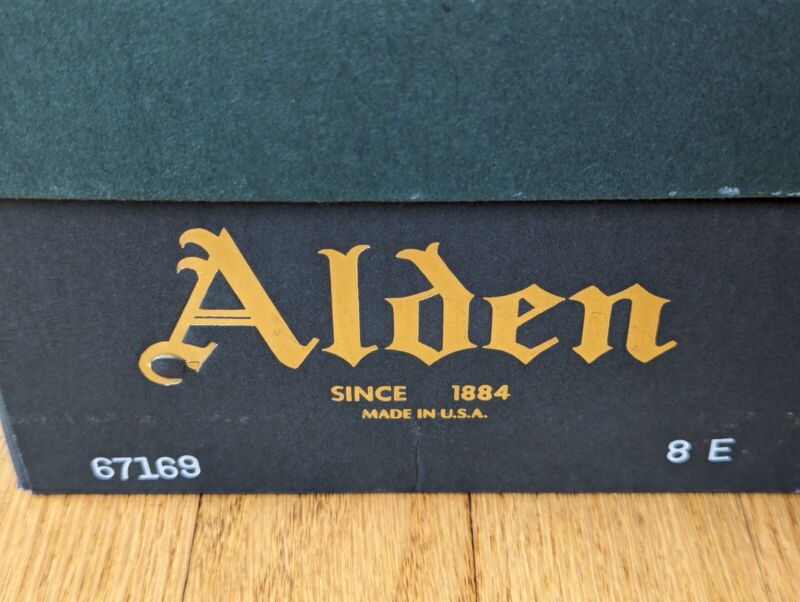 Alden
SINCE 1884
MADE IN U.S.A.
67169 8 E